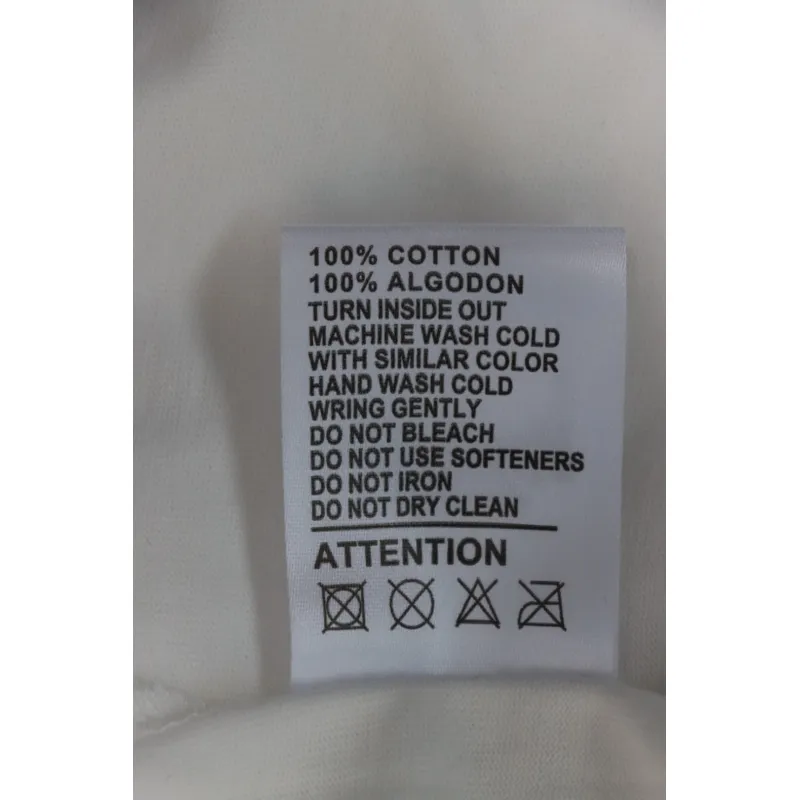 100% COTTON
100% ALGODON
TURN INSIDE OUT
MACHINE WASH COLD
WITH SIMILAR COLOR
HAND WASH COLD
WRING GENTLY
DO NOT BLEACH
DO NOT USE SOFTENERS
DO NOT IRON
DO NOT DRY CLEAN
ATTENTION